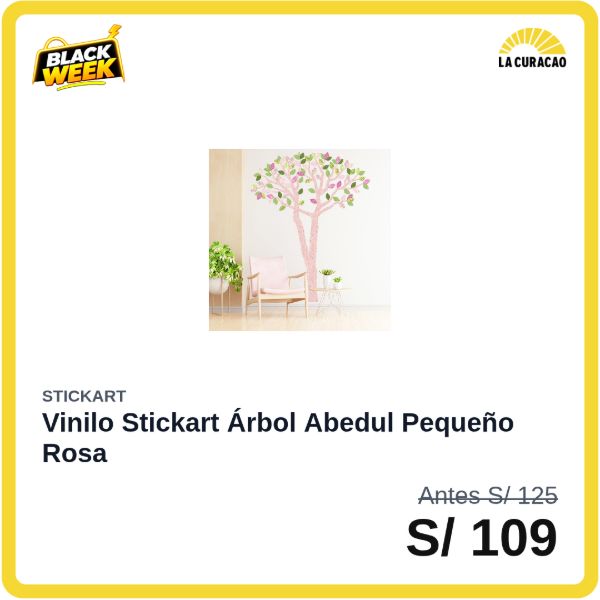 BLACK
WEEK
LA CURACAO
STICKART
Vinilo Stickart Árbol Abedul Pequeño
Rosa
Antes S/ 125
S/ 109